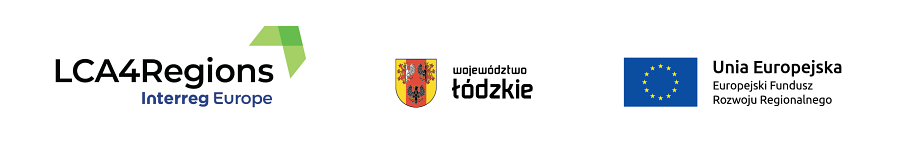 LCA4Regions
Interreg Europe
województwo
łódzkie
Unia Europejska
Europejski Fundusz
Rozwoju Regionalnego